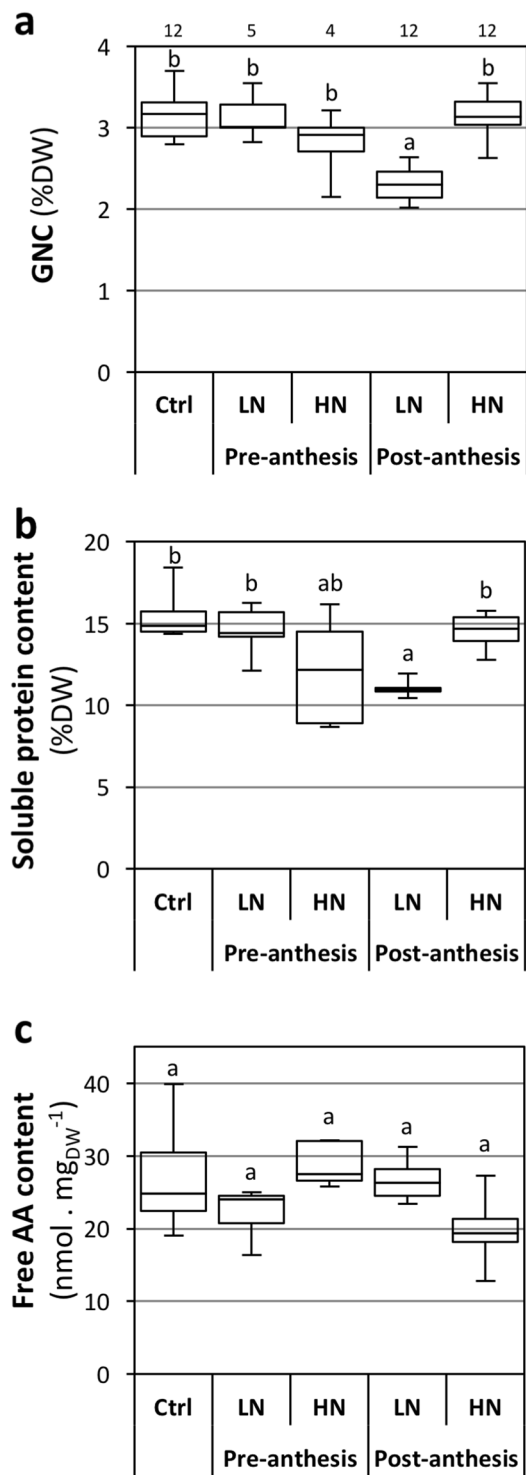 a
12 5 4 12 12
GNC (%DW)
4
3
2
1
0
b b b a b
Ctrl LN HN LN HN
Pre-anthesis Post-anthesis
b
Soluble protein content
(%DW)
20
15
10
5
0
b b ab a b
Ctrl LN HN LN HN
Pre-anthesis Post-anthesis
c
Free AA content
(nmol . mgDW-1)
40
30
20
10
0
a a a a a
Ctrl LN HN LN HN
Pre-anthesis Post-anthesis